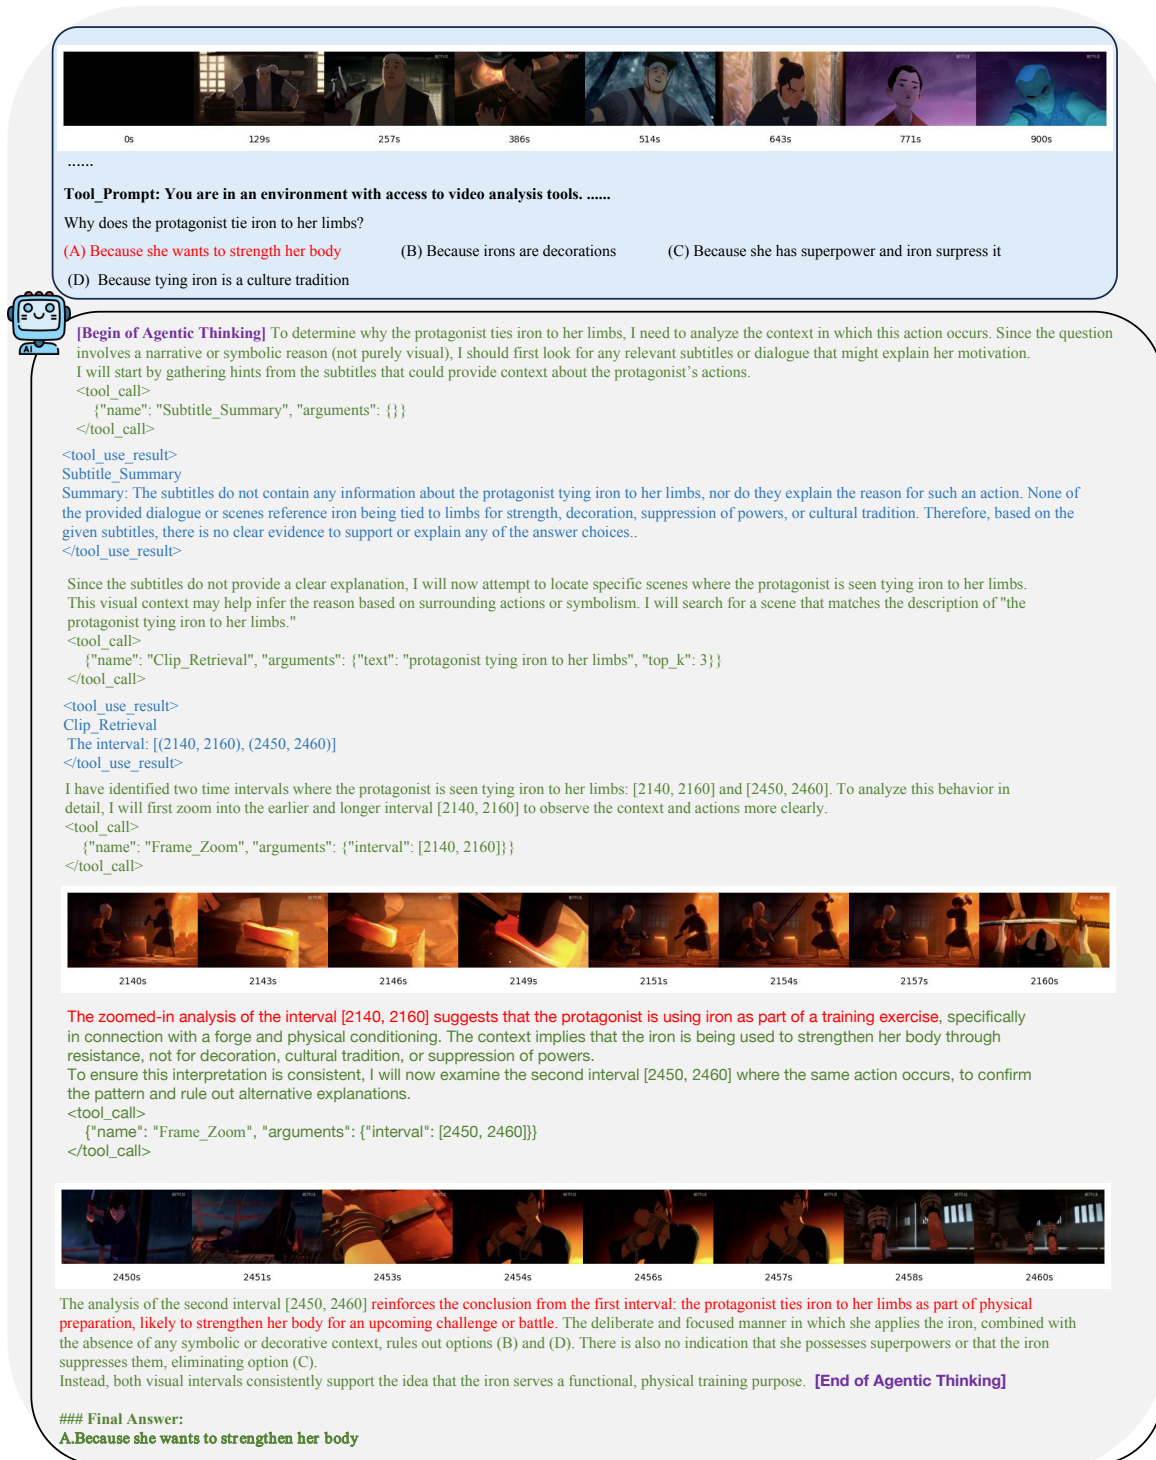 NETFLIX NETFLIX NETFLIX NETFLIX NETFLIX NETFLIX NETFLIX
0s 129s 257s 386s 514s 643s 771s 900s
......
Tool_Prompt: You are in an environment with access to video analysis tools. ......
Why does the protagonist tie iron to her limbs?
(A) Because she wants to strength her body (B) Because irons are decorations (C) Because she has superpower and iron surpress it
(D) Because tying iron is a culture tradition
AI
[Begin of Agentic Thinking] To determine why the protagonist ties iron to her limbs, I need to analyze the context in which this action occurs. Since the question
involves a narrative or symbolic reason (not purely visual), I should first look for any relevant subtitles or dialogue that might explain her motivation.
I will start by gathering hints from the subtitles that could provide context about the protagonist's actions.
<tool_call>
{"name": "Subtitle_Summary", "arguments": {}}
</tool_call>
<tool_use_result>
Subtitle_Summary
Summary: The subtitles do not contain any information about the protagonist tying iron to her limbs, nor do they explain the reason for such an action. None of
the provided dialogue or scenes reference iron being tied to limbs for strength, decoration, suppression of powers, or cultural tradition. Therefore, based on the
given subtitles, there is no clear evidence to support or explain any of the answer choices..
</tool_use_result>
Since the subtitles do not provide a clear explanation, I will now attempt to locate specific scenes where the protagonist is seen tying iron to her limbs.
This visual context may help infer the reason based on surrounding actions or symbolism. I will search for a scene that matches the description of "the
protagonist tying iron to her limbs."
<tool_call>
{"name": "Clip_Retrieval", "arguments": {"text": "protagonist tying iron to her limbs", "top_k": 3}}
</tool_call>
<tool_use_result>
Clip_Retrieval
The interval: [(2140, 2160), (2450, 2460)]
</tool_use_result>
I have identified two time intervals where the protagonist is seen tying iron to her limbs: [2140, 2160] and [2450, 2460]. To analyze this behavior in
detail, I will first zoom into the earlier and longer interval [2140, 2160] to observe the context and actions more clearly.
<tool_call>
{"name": "Frame_Zoom", "arguments": {"interval": [2140, 2160]}}
</tool_call>
NETFLIX NETFLIX NETFLIX NETFLIX NETFLIX NETFLIX NETFLIX NETFLIX
2140s 2143s 2146s 2149s 2151s 2154s 2157s 2160s
The zoomed-in analysis of the interval [2140, 2160] suggests that the protagonist is using iron as part of a training exercise, specifically
in connection with a forge and physical conditioning. The context implies that the iron is being used to strengthen her body through
resistance, not for decoration, cultural tradition, or suppression of powers.
To ensure this interpretation is consistent, I will now examine the second interval [2450, 2460] where the same action occurs, to confirm
the pattern and rule out alternative explanations.
<tool_call>
{"name": "Frame_Zoom", "arguments": {"interval": [2450, 2460]}}
</tool_call>
NETFLIX NETFLIX NETFLIX NETFLIX NETFLIX NETFLIX NETFLIX NETFLIX
2450s 2451s 2453s 2454s 2456s 2457s 2458s 2460s
The analysis of the second interval [2450, 2460] reinforces the conclusion from the first interval: the protagonist ties iron to her limbs as part of physical
preparation, likely to strengthen her body for an upcoming challenge or battle. The deliberate and focused manner in which she applies the iron, combined with
the absence of any symbolic or decorative context, rules out options (B) and (D). There is also no indication that she possesses superpowers or that the iron
suppresses them, eliminating option (C).
Instead, both visual intervals consistently support the idea that the iron serves a functional, physical training purpose. [End of Agentic Thinking]
### Final Answer:
A.Because she wants to strengthen her body